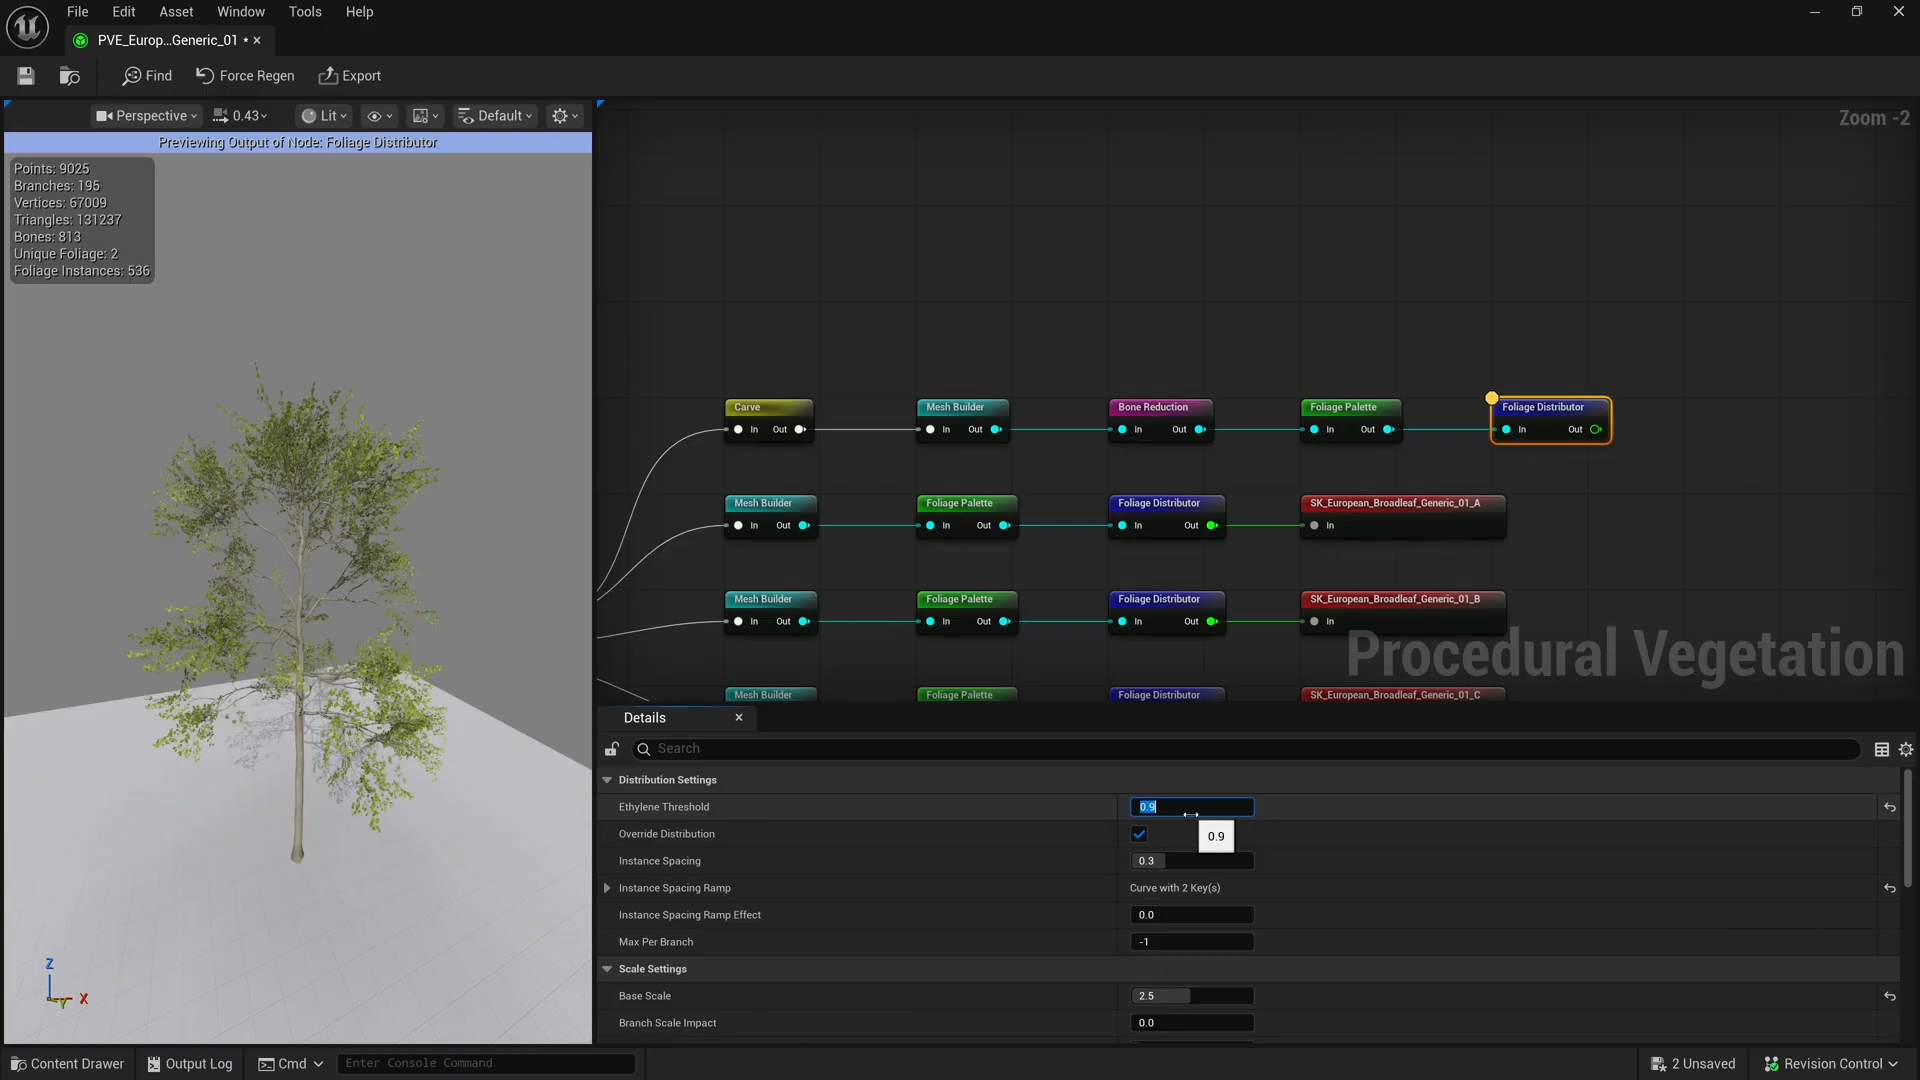 File Edit Asset Window Tools Help
PVE_Europ...Generic_01 •
Find Force Regen Export
Perspective 0.43 Lit Default
Zoom -2
Previewing Output of Node: Foliage Distributor
Points: 9025
Branches: 195
Vertices: 67009
Triangles: 131237
Bones: 813
Unique Foliage: 2
Foliage Instances: 536
Carve Mesh Builder Bone Reduction Foliage Palette Foliage Distributor
In Out In Out In Out In Out In Out
Mesh Builder Foliage Palette Foliage Distributor SK_European_Broadleaf_Generic_01_A
In Out In Out In Out In
Mesh Builder Foliage Palette Foliage Distributor SK_European_Broadleaf_Generic_01_B
In Out In Out In Out In
Procedural Vegetation
Mesh Builder Foliage Palette Foliage Distributor SK_European_Broadleaf_Generic_01_C
Details
Search
Distribution Settings
Ethylene Threshold 0.9
Override Distribution 0.9
Instance Spacing 0.3
Instance Spacing Ramp Curve with 2 Key(s)
Instance Spacing Ramp Effect 0.0
Max Per Branch -1
Scale Settings
Base Scale 2.5
Branch Scale Impact 0.0
Z
Y X
Content Drawer Output Log Cmd Enter Console Command 2 Unsaved Revision Control